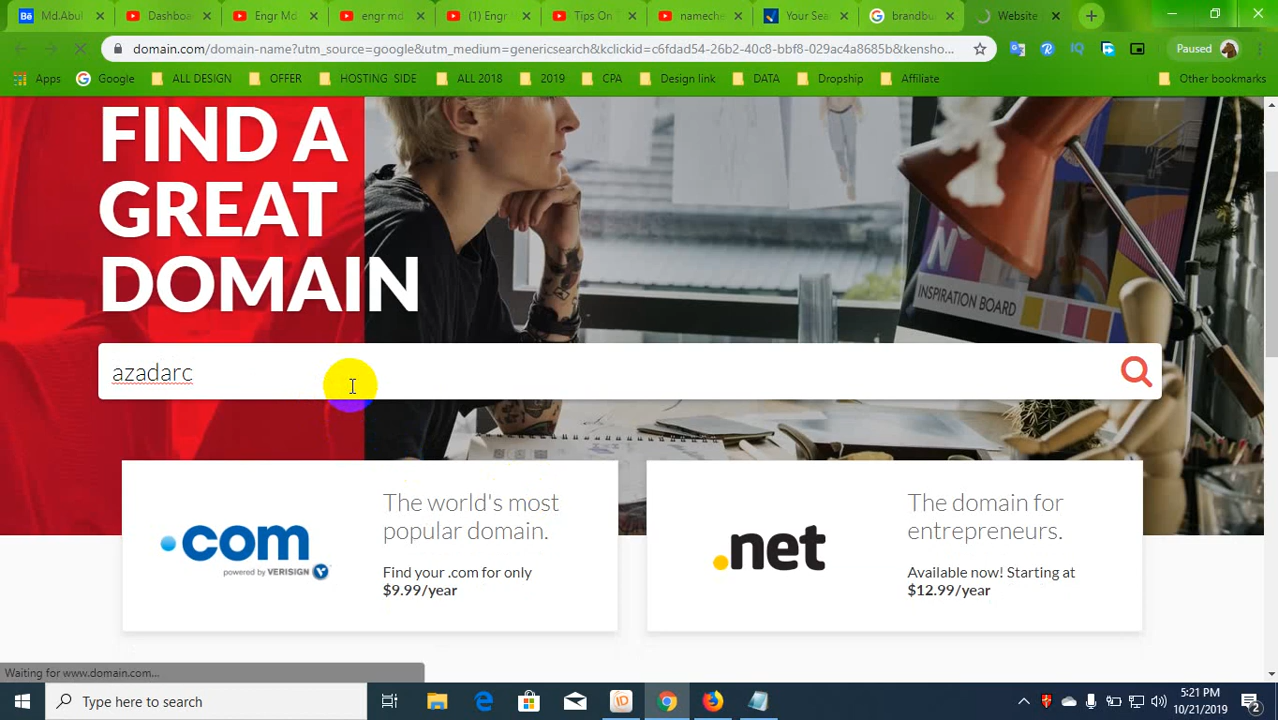 Md.Abul
Dashboa
Engr Md
engr md
(1) Engr
Tips On
nameche
Your Sea
brandbu
Website
domain.com/domain-name?utm_source=google&utm_medium=genericsearch&kclickid=c6fdad54-26b2-40c8-bbf8-029ac4a8685b&kensho...
Paused
Apps
Google
ALL DESIGN
OFFER
HOSTING SIDE
ALL 2018
2019
CPA
Design link
DATA
Dropship
Affiliate
Other bookmarks
FIND A
GREAT
DOMAIN
INSPIRATION BOARD
azadarc
.com
powered by VERISIGN
The world's most
popular domain.
Find your .com for only
$9.99/year
.net
The domain for
entrepreneurs.
Available now! Starting at
$12.99/year
Waiting for www.domain.com...
Type here to search
5:21 PM
10/21/2019
2